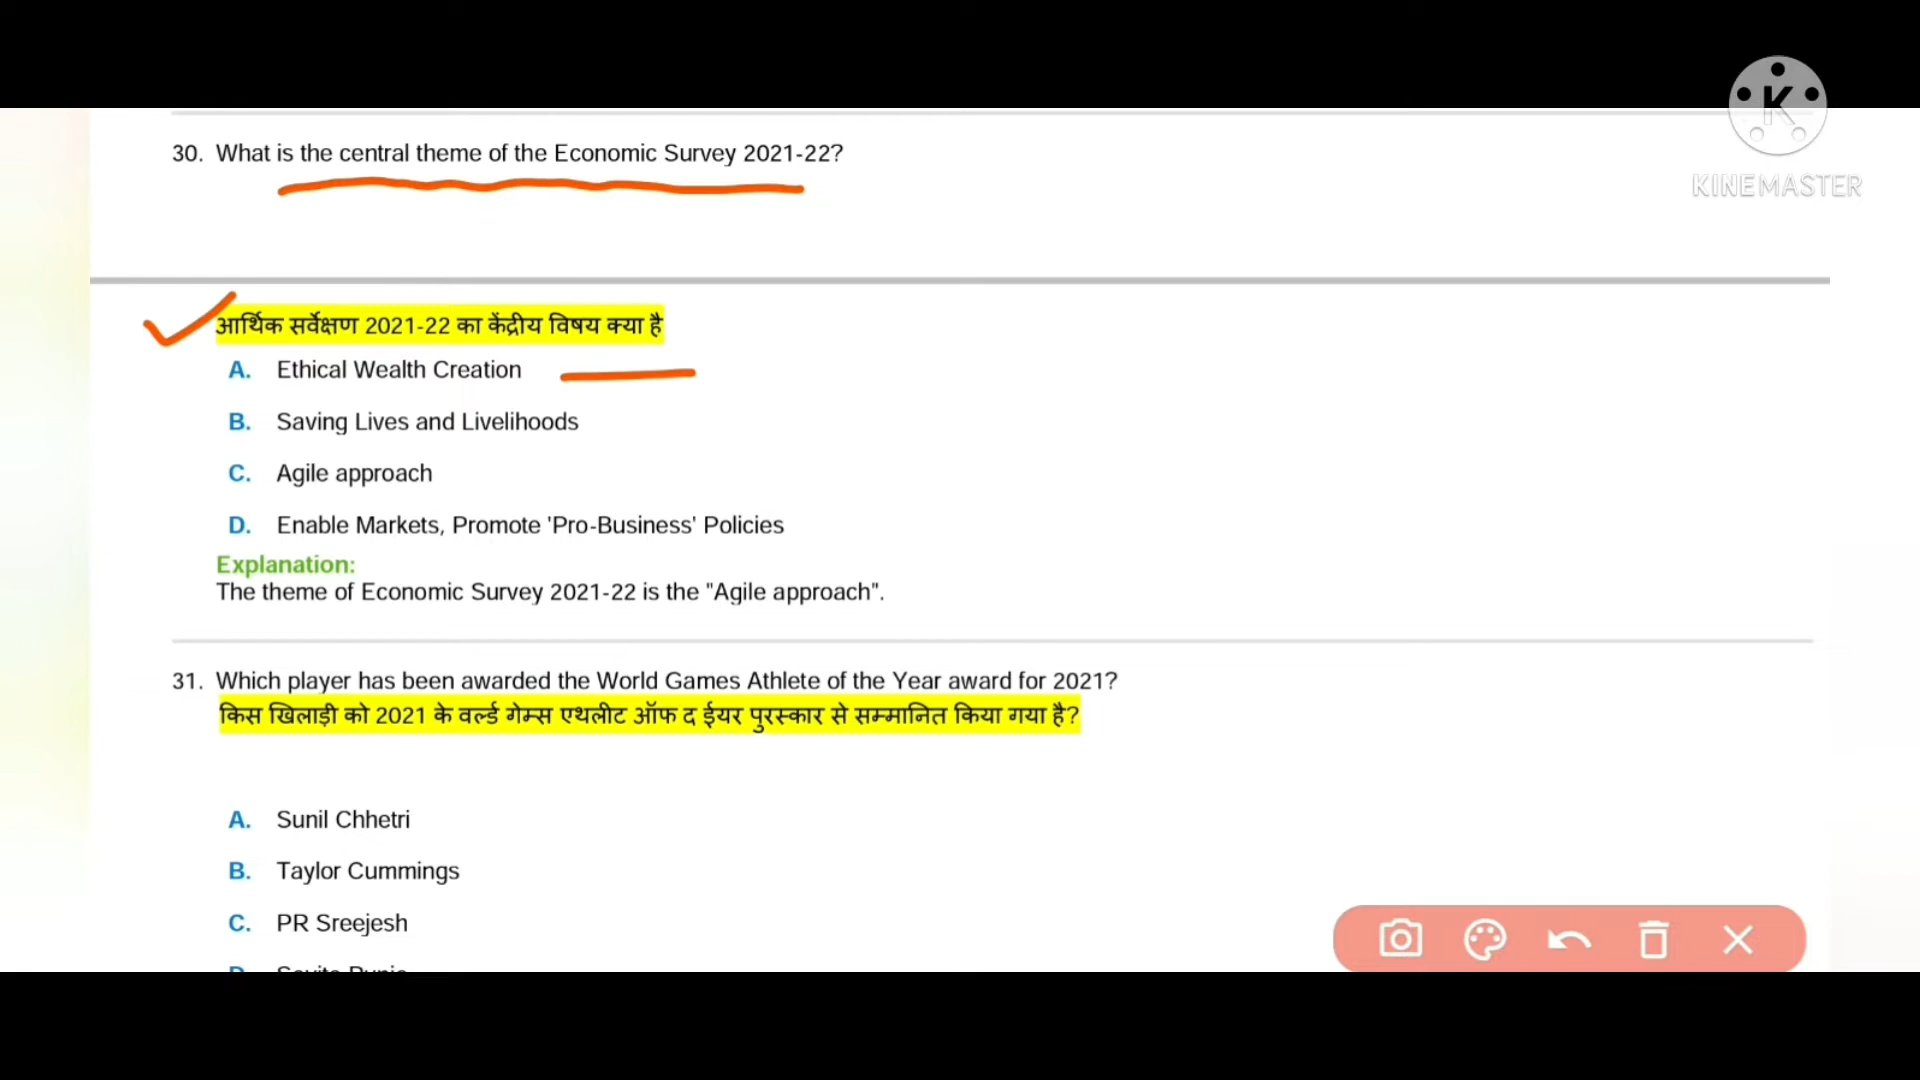 K
KINEMASTER
30. What is the central theme of the Economic Survey 2021-22?
आर्थिक सर्वेक्षण 2021-22 का केंद्रीय विषय क्या है
A. Ethical Wealth Creation
B. Saving Lives and Livelihoods
C. Agile approach
D. Enable Markets, Promote 'Pro-Business' Policies
Explanation:
The theme of Economic Survey 2021-22 is the "Agile approach".
31. Which player has been awarded the World Games Athlete of the Year award for 2021?
किस खिलाड़ी को 2021 के वर्ल्ड गेम्स एथलीट ऑफ द ईयर पुरस्कार से सम्मानित किया गया है?
A. Sunil Chhetri
B. Taylor Cummings
C. PR Sreejesh